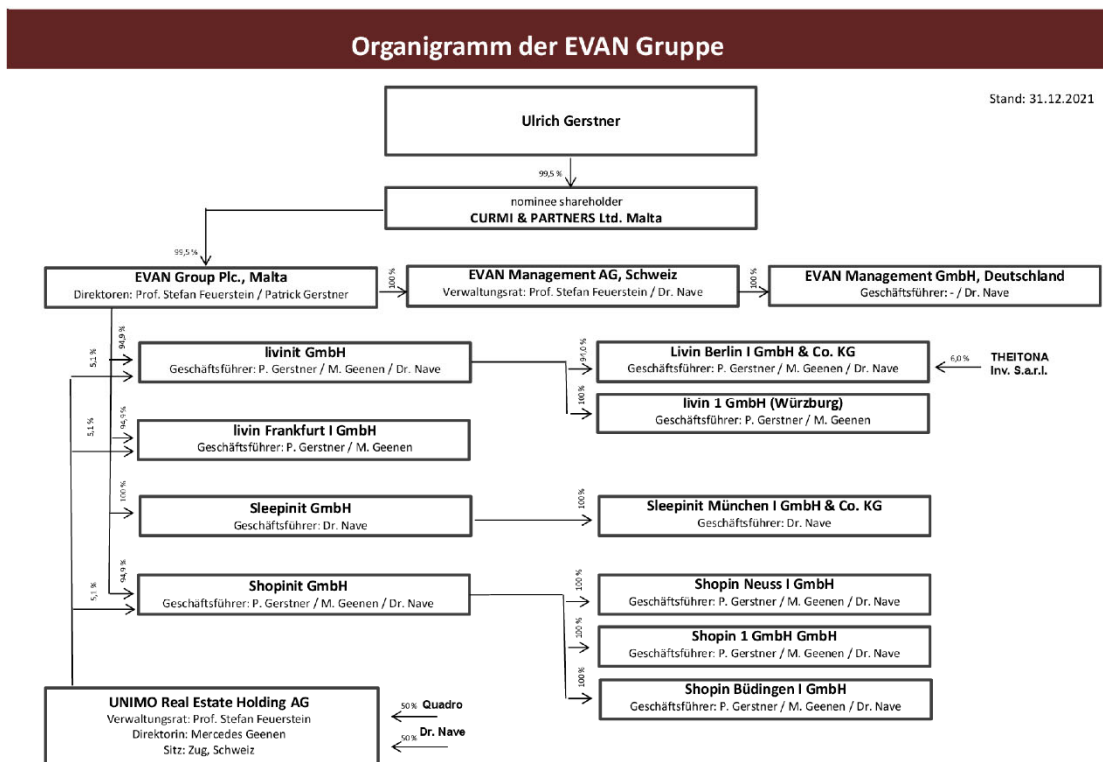 Organigramm der EVAN Gruppe
Stand: 31.12.2021
Ulrich Gerstner
99,5 %
nominee shareholder
CURMI & PARTNERS Ltd. Malta
99,5 %
EVAN Group Plc., Malta
Direktoren: Prof. Stefan Feuerstein / Patrick Gerstner
100 %
EVAN Management AG, Schweiz
Verwaltungsrat: Prof. Stefan Feuerstein / Dr. Nave
100 %
EVAN Management GmbH, Deutschland
Geschäftsführer: - / Dr. Nave
5,1 %
94,9 %
livinit GmbH
Geschäftsführer: P. Gerstner / M. Geenen / Dr. Nave
94,0 %
Livin Berlin I GmbH & Co. KG
Geschäftsführer: P. Gerstner / M. Geenen / Dr. Nave
6,0 %
THEITONA
Inv. S.a.r.l.
100 %
livin 1 GmbH (Würzburg)
Geschäftsführer: P. Gerstner / M. Geenen
5,1 %
94,9 %
livin Frankfurt I GmbH
Geschäftsführer: P. Gerstner / M. Geenen
100 %
Sleepinit GmbH
Geschäftsführer: Dr. Nave
100 %
Sleepinit München I GmbH & Co. KG
Geschäftsführer: Dr. Nave
5,1 %
94,9 %
Shopinit GmbH
Geschäftsführer: P. Gerstner / M. Geenen / Dr. Nave
100 %
Shopin Neuss I GmbH
Geschäftsführer: P. Gerstner / M. Geenen / Dr. Nave
100 %
Shopin 1 GmbH GmbH
Geschäftsführer: P. Gerstner / M. Geenen / Dr. Nave
100 %
Shopin Büdingen I GmbH
Geschäftsführer: P. Gerstner / M. Geenen / Dr. Nave
UNIMO Real Estate Holding AG
Verwaltungsrat: Prof. Stefan Feuerstein
Direktorin: Mercedes Geenen
Sitz: Zug, Schweiz
50% Quadro
50% Dr. Nave